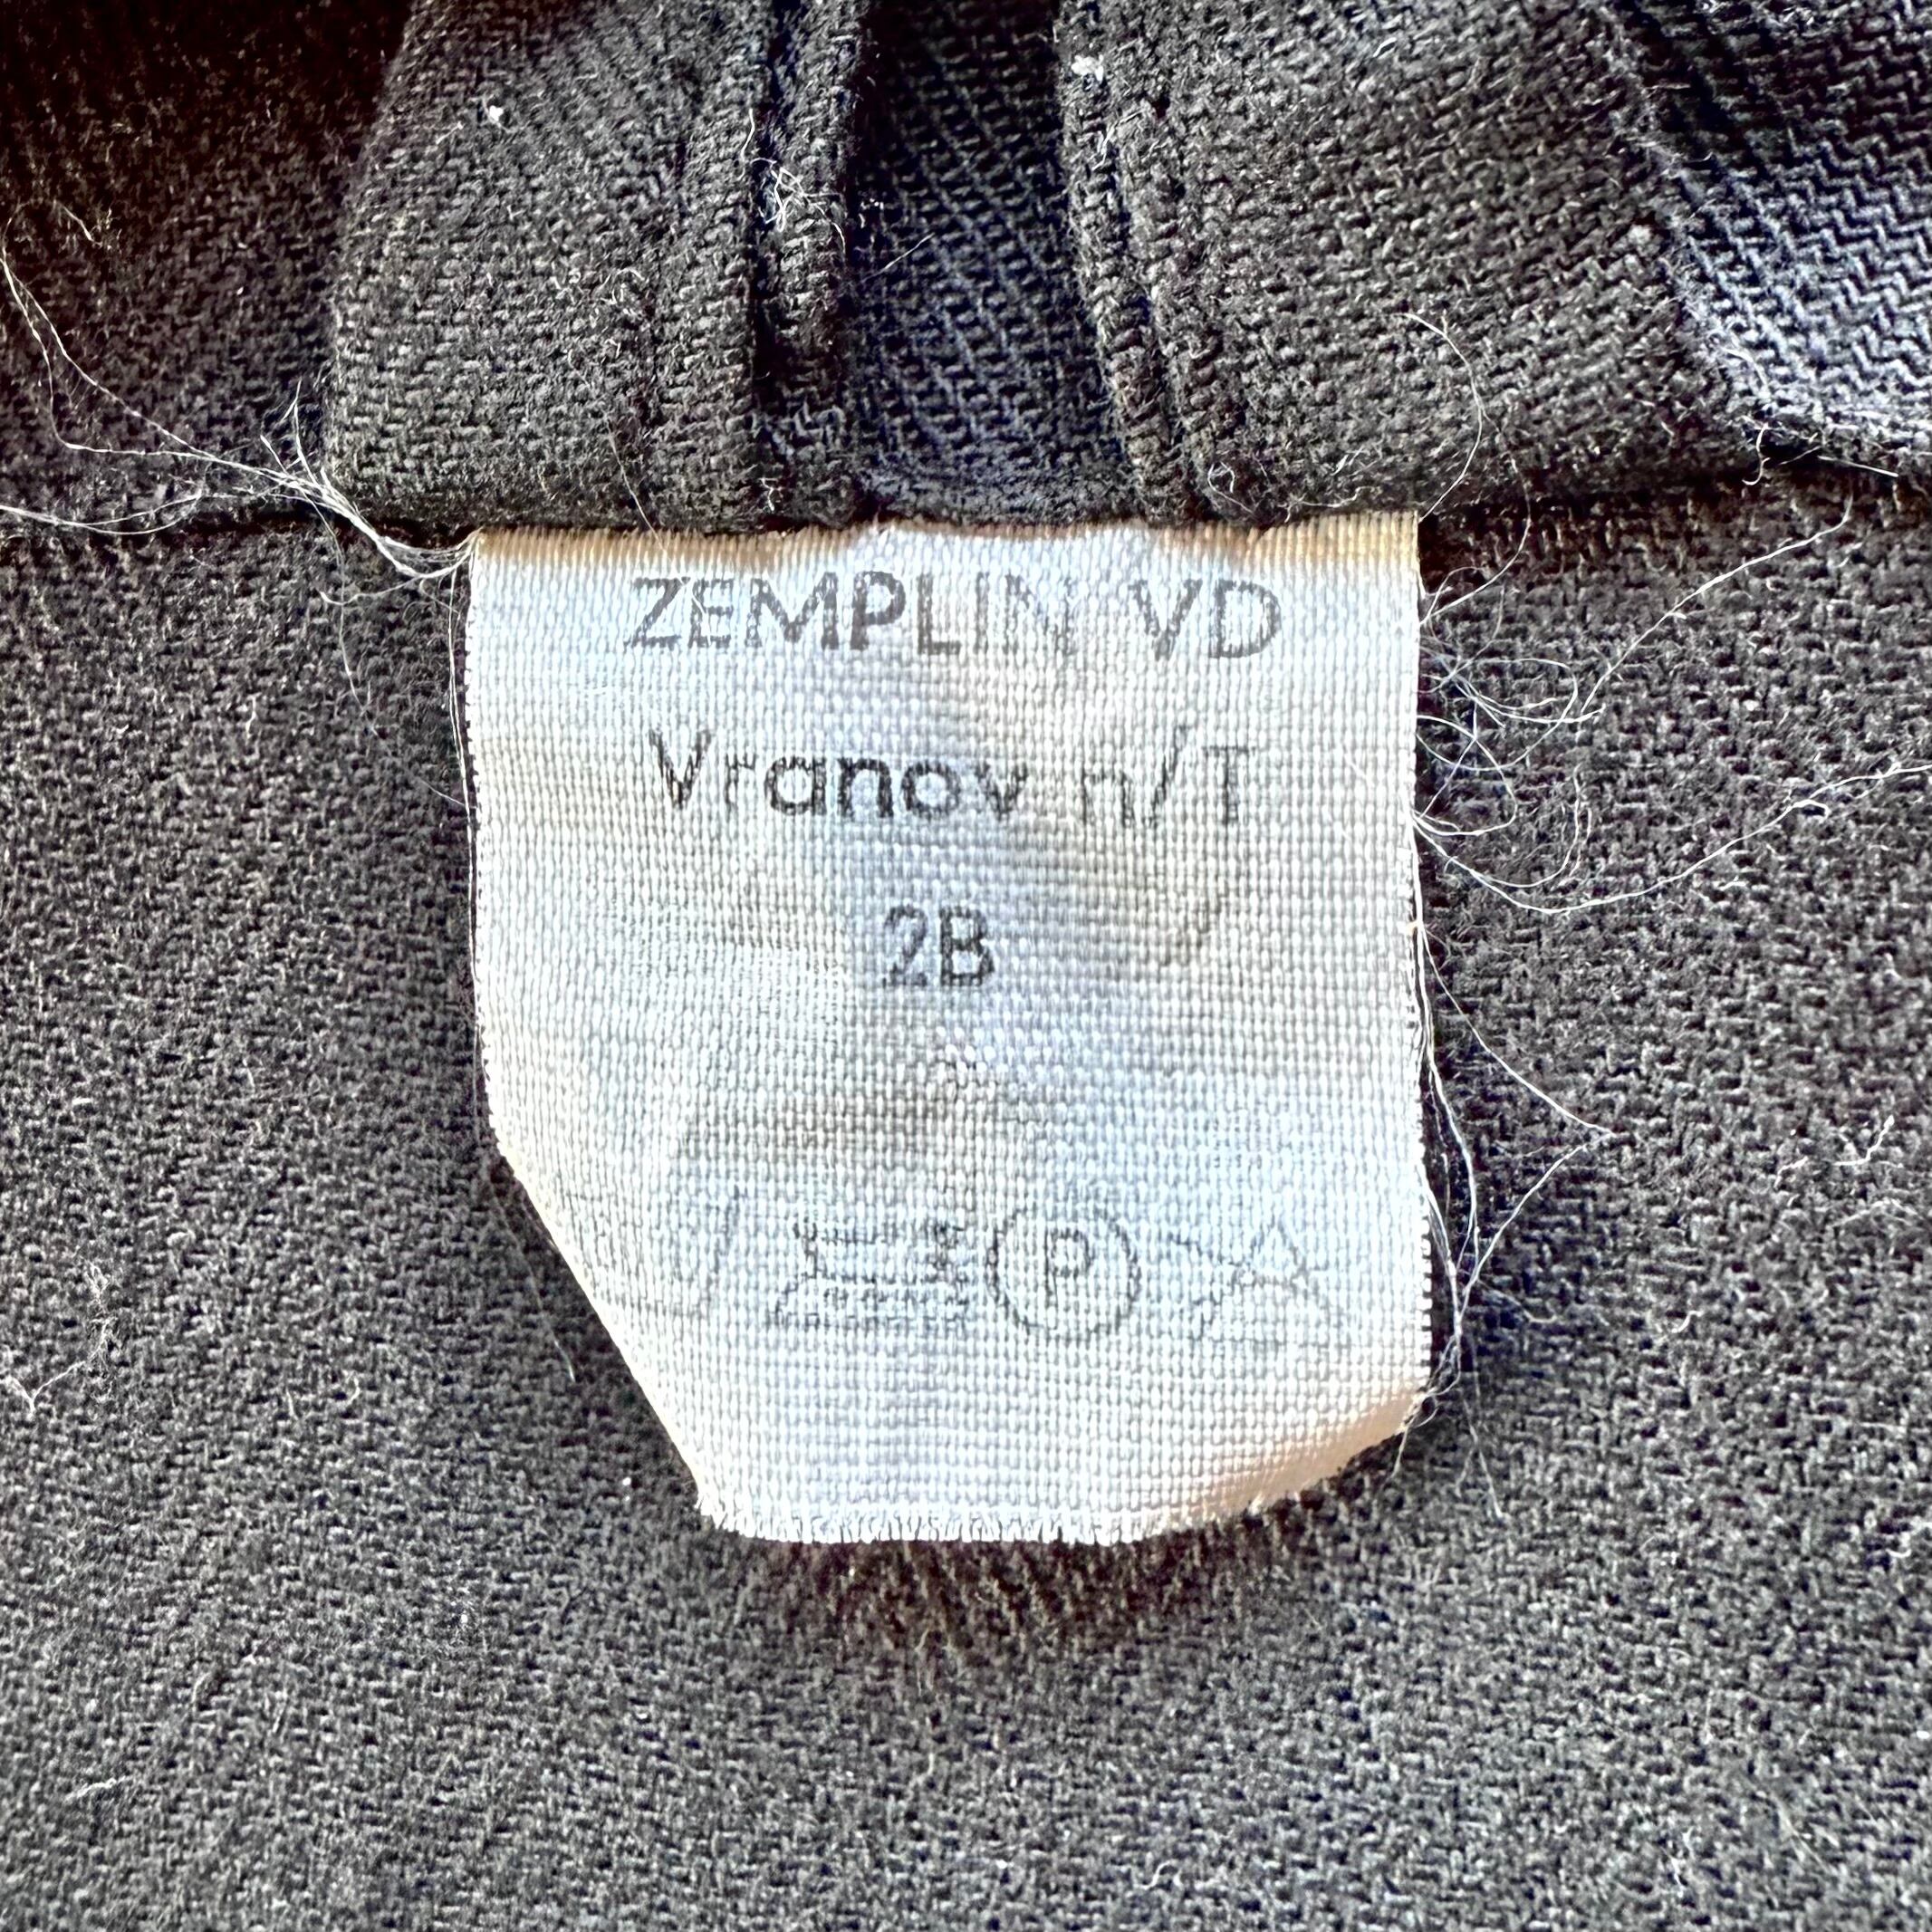 ZEMPLIN VD
Vranov n/T
2B
P